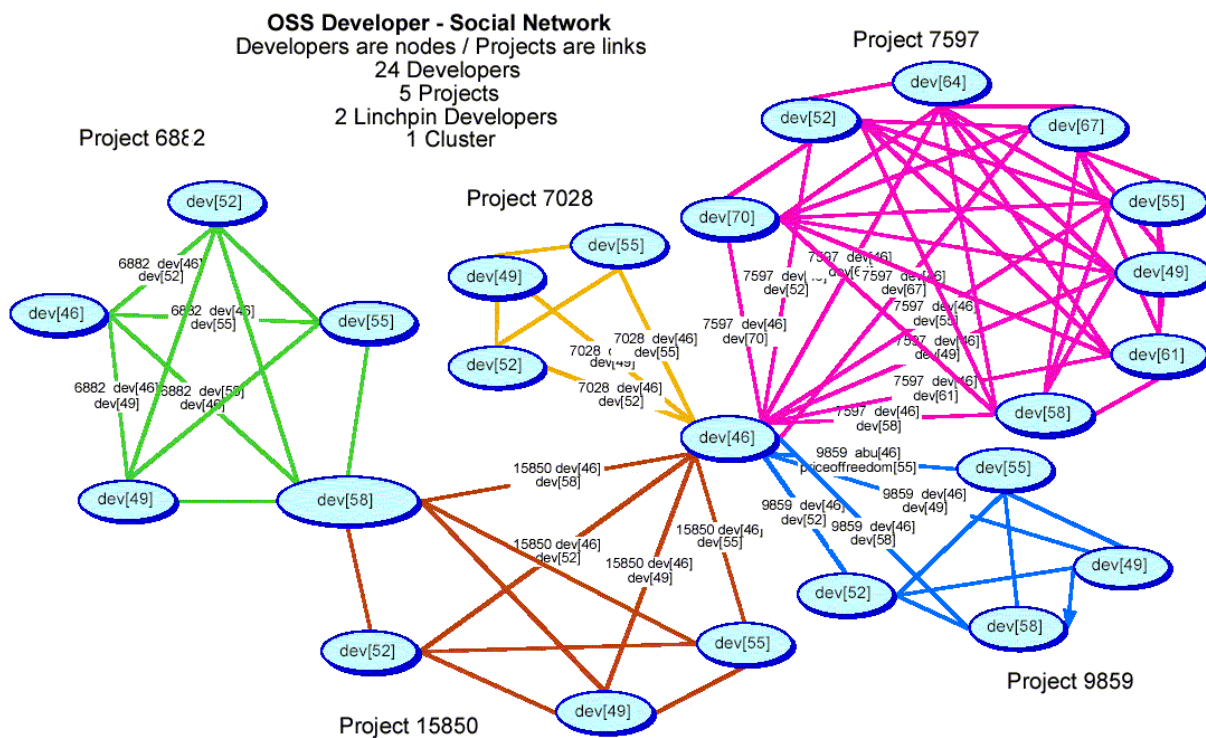 OSS Developer - Social Network
Developers are nodes / Projects are links
24 Developers
5 Projects
2 Linchpin Developers
1 Cluster
Project 7597
dev[64]
dev[52]
dev[67]
dev[70]
dev[55]
dev[49]
dev[61]
dev[58]
7597 dev[46]
7597 dev[46]
dev[52]
7597 dev[46]
dev[67]
7597 dev[46]
dev[55]
7597 dev[46]
dev[70]
7597 dev[46]
dev[49]
7597 dev[46]
dev[61]
7597 dev[46]
dev[58]
Project 6882
dev[52]
6882 dev[46]
dev[52]
dev[46]
6882 dev[46]
dev[55]
dev[55]
6882 dev[46]
dev[49]
dev[49]
dev[58]
Project 7028
dev[55]
dev[49]
dev[52]
7028 dev[46]
dev[55]
7028
dev[49]
7028 dev[46]
dev[52]
dev[46]
15850 dev[46]
dev[58]
15850 dev[46]
dev[52]
15850 dev[46]
dev[55]
15850 dev[46]
dev[49]
dev[52]
dev[55]
dev[49]
Project 15850
9859 abu[46]
priceoffreedom[55]
9859 dev[46]
dev[49]
9859 dev[46]
dev[52]
9859 dev[46]
dev[58]
dev[55]
dev[49]
dev[52]
dev[58]
Project 9859